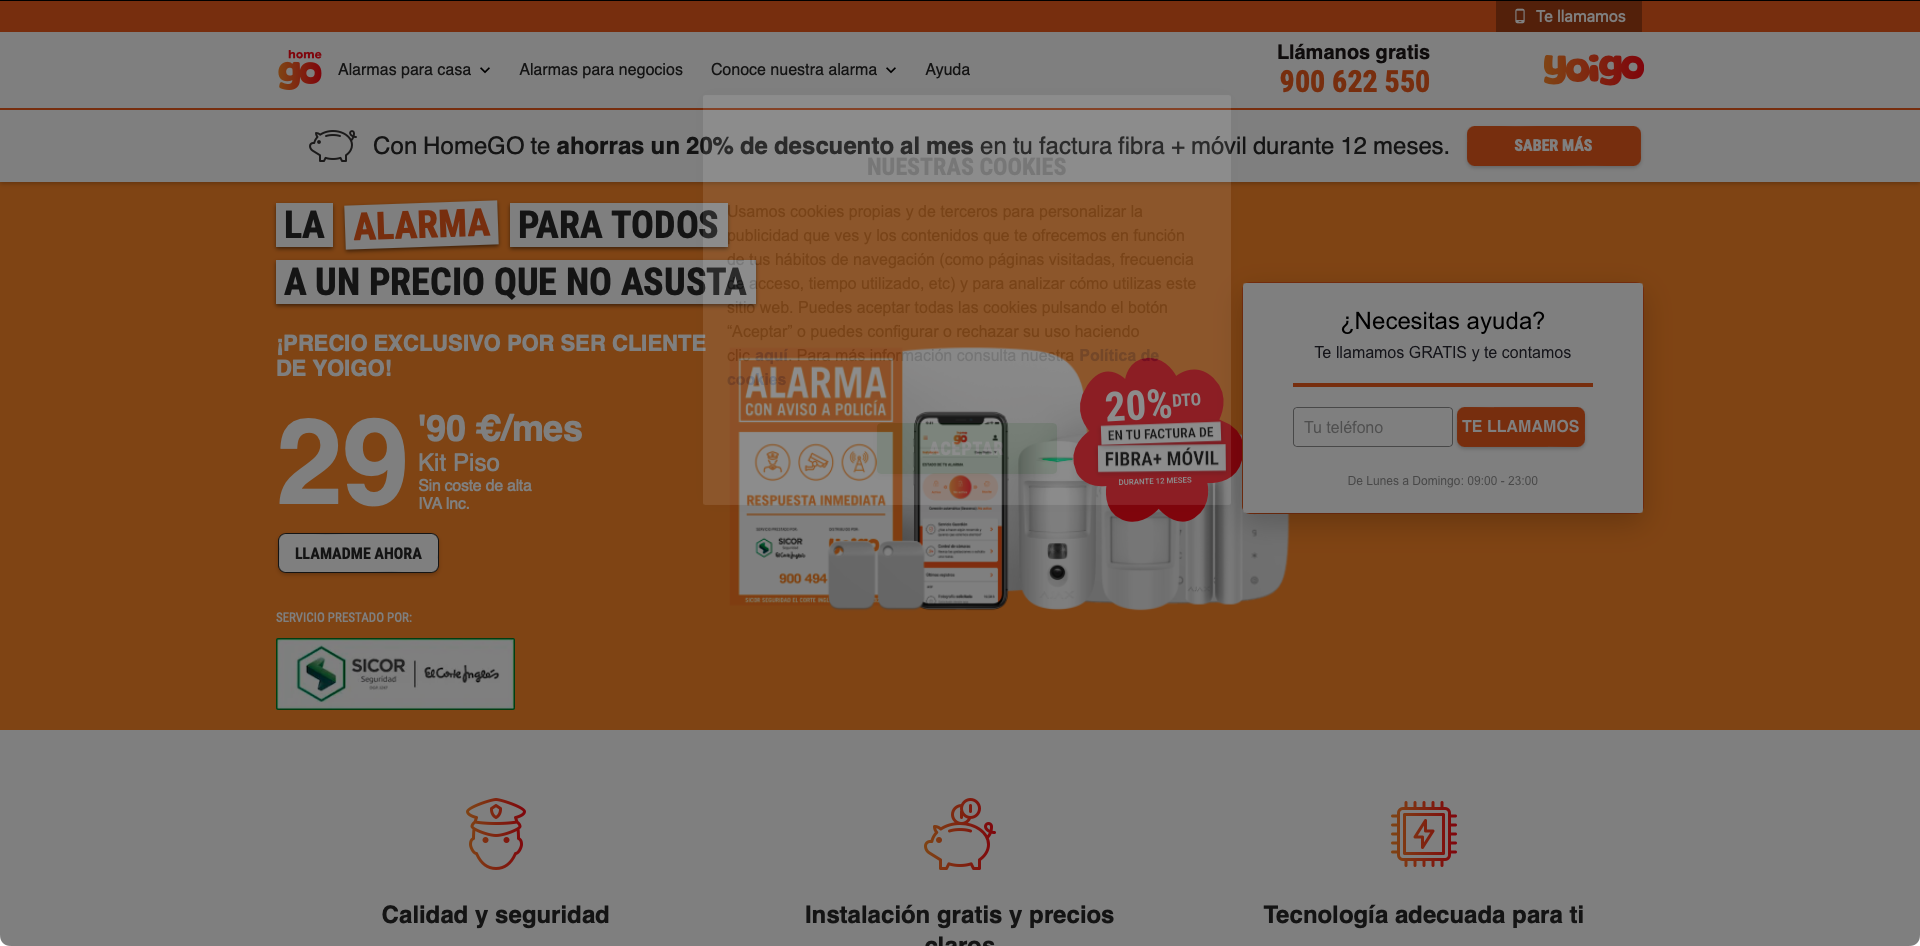 Te llamamos
home
go
Alarmas para casa
Alarmas para negocios
Conoce nuestra alarma
Ayuda
Llámanos gratis
900 622 550
yoigo
Con HomeGO te ahorras un 20% de descuento al mes en tu factura fibra + móvil durante 12 meses.
SABER MÁS
NUESTRAS COOKIES
Usamos cookies propias y de terceros para personalizar la
publicidad que ves y los contenidos que te ofrecemos en función
de tus hábitos de navegación (como páginas visitadas, frecuencia
de acceso, tiempo utilizado, etc) y para analizar cómo utilizas este
sitio web. Puedes aceptar todas las cookies pulsando el botón
“Aceptar” o puedes configurar o rechazar su uso haciendo
clic aquí. Para más información consulta nuestra Política de
cookies
ACEPTAR
LA ALARMA PARA TODOS
A UN PRECIO QUE NO ASUSTA
¡PRECIO EXCLUSIVO POR SER CLIENTE
DE YOIGO!
29'90 €/mes
Kit Piso
Sin coste de alta
IVA Inc.
LLAMADME AHORA
SERVICIO PRESTADO POR:
SICOR
Seguridad
El Corte Inglés
ALARMA
CON AVISO A POLICÍA
RESPUESTA INMEDIATA
SICOR
Seguridad
El Corte Inglés
900 494
go
20% DTO
EN TU FACTURA DE
FIBRA+ MÓVIL
DURANTE 12 MESES
¿Necesitas ayuda?
Te llamamos GRATIS y te contamos
Tu teléfono
TE LLAMAMOS
De Lunes a Domingo: 09:00 - 23:00
Calidad y seguridad
Instalación gratis y precios
claros
Tecnología adecuada para ti